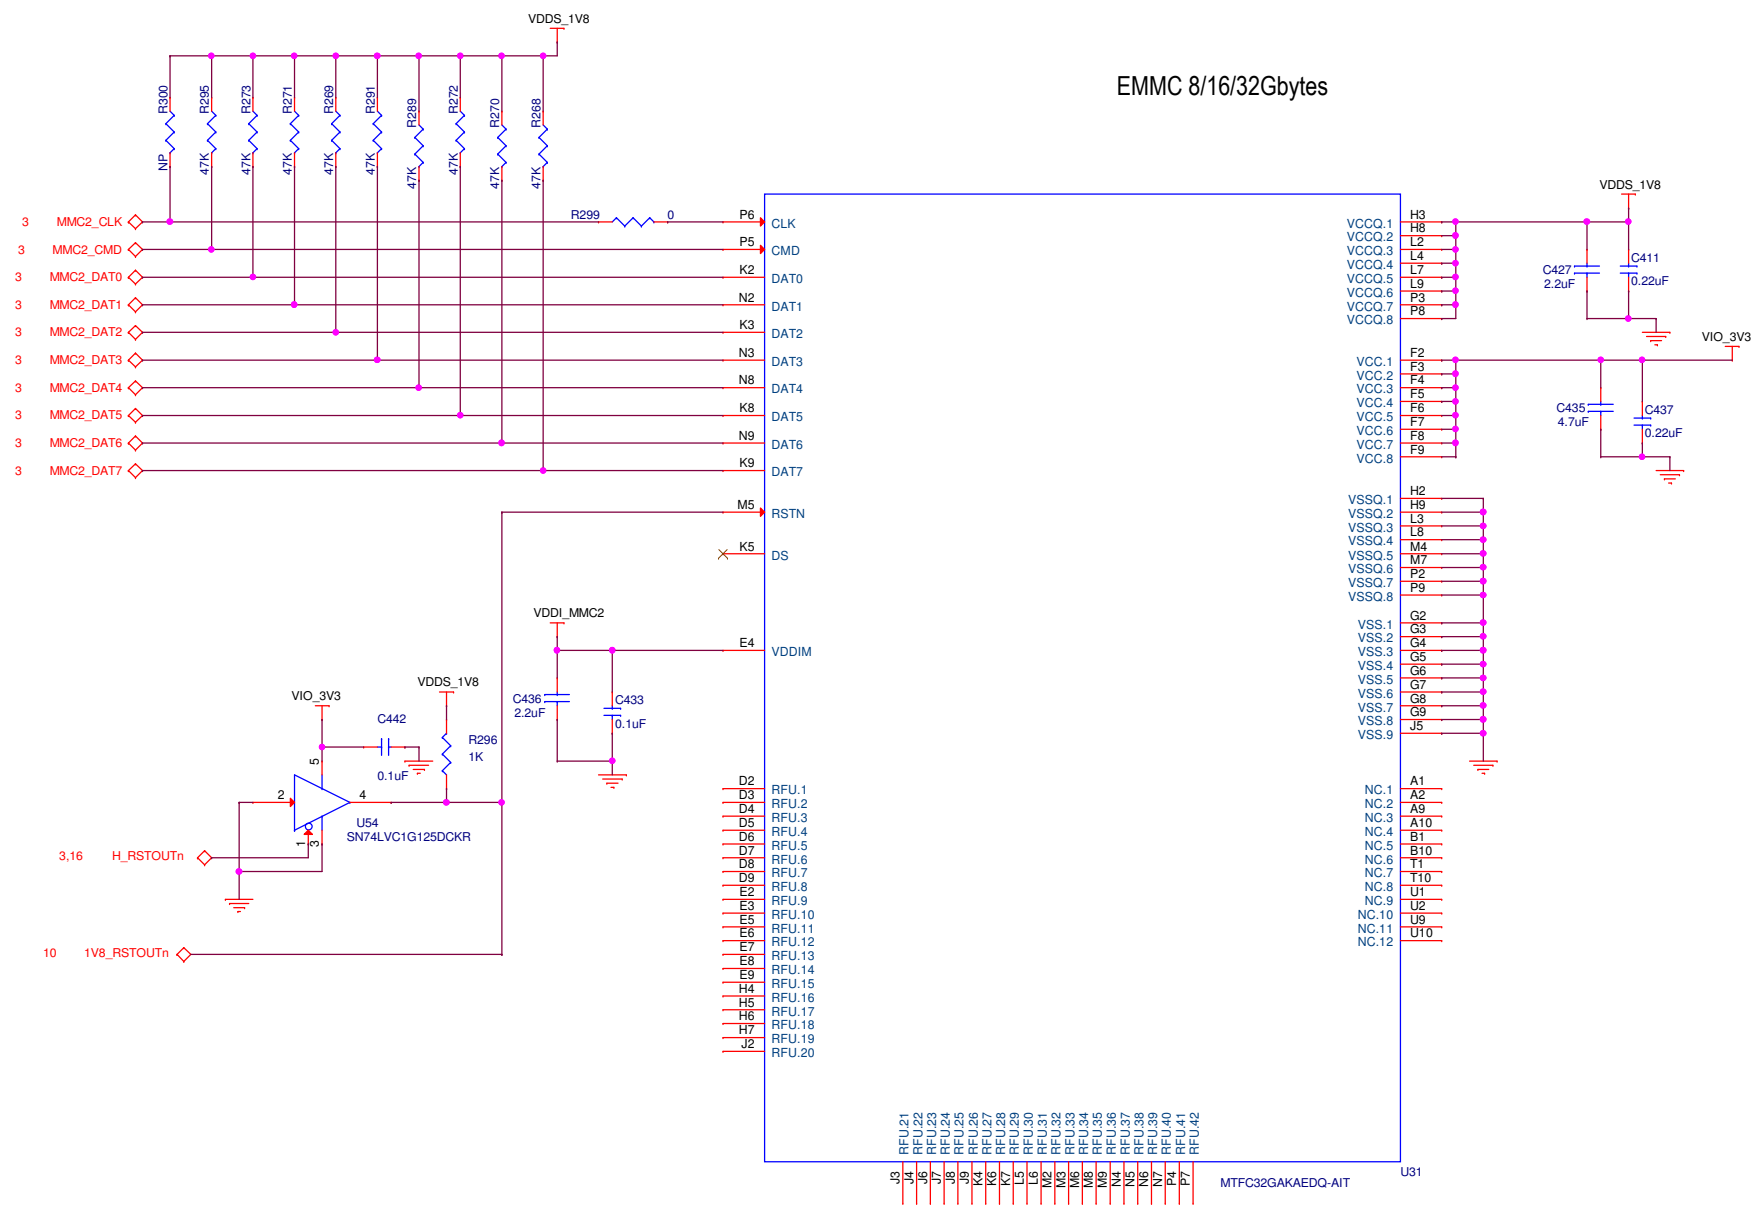 VDDS_1V8
EMMC 8/16/32Gbytes
R300
R295
R273
R271
R269
R291
R289
R272
R270
R268
NP
47K
47K
47K
47K
47K
47K
47K
47K
47K
3 MMC2_CLK
R299 0
P6 CLK
3 MMC2_CMD
P5 CMD
3 MMC2_DAT0
K2 DAT0
3 MMC2_DAT1
N2 DAT1
3 MMC2_DAT2
K3 DAT2
3 MMC2_DAT3
N3 DAT3
3 MMC2_DAT4
N8 DAT4
3 MMC2_DAT5
K8 DAT5
3 MMC2_DAT6
N9 DAT6
3 MMC2_DAT7
K9 DAT7
M5 RSTN
K5 DS
VDDI_MMC2
E4 VDDIM
C436
2.2uF
C433
0.1uF
VIO_3V3
VDDS_1V8
C442
0.1uF
R296
1K
5
2
4
1
3
U54
SN74LVC1G125DCKR
3,16 H_RSTOUTn
10 1V8_RSTOUTn
D2 RFU.1
D3 RFU.2
D4 RFU.3
D5 RFU.4
D6 RFU.5
D7 RFU.6
D8 RFU.7
D9 RFU.8
E2 RFU.9
E3 RFU.10
E5 RFU.11
E6 RFU.12
E7 RFU.13
E8 RFU.14
E9 RFU.15
H4 RFU.16
H5 RFU.17
H6 RFU.18
H7 RFU.19
J2 RFU.20
VCCQ.1 H3
VCCQ.2 H8
VCCQ.3 L2
VCCQ.4 L4
VCCQ.5 L7
VCCQ.6 L9
VCCQ.7 P3
VCCQ.8 P8
VDDS_1V8
C427
2.2uF
C411
0.22uF
VIO_3V3
VCC.1 F2
VCC.2 F3
VCC.3 F4
VCC.4 F5
VCC.5 F6
VCC.6 F7
VCC.7 F8
VCC.8 F9
C435
4.7uF
C437
0.22uF
VSSQ.1 H2
VSSQ.2 H9
VSSQ.3 L3
VSSQ.4 L8
VSSQ.5 M4
VSSQ.6 M7
VSSQ.7 P2
VSSQ.8 P9
VSS.1 G2
VSS.2 G3
VSS.3 G4
VSS.4 G5
VSS.5 G6
VSS.6 G7
VSS.7 G8
VSS.8 G9
VSS.9 J5
NC.1 A1
NC.2 A2
NC.3 A9
NC.4 A10
NC.5 B1
NC.6 B10
NC.7 T1
NC.8 T10
NC.9 U1
NC.10 U2
NC.11 U9
NC.12 U10
RFU.21 J3
RFU.22 J4
RFU.23 J6
RFU.24 J7
RFU.25 J8
RFU.26 J9
RFU.27 K4
RFU.28 K6
RFU.29 K7
RFU.30 L5
RFU.31 L6
RFU.32 M2
RFU.33 M3
RFU.34 M6
RFU.35 M8
RFU.36 M9
RFU.37 N4
RFU.38 N5
RFU.39 N6
RFU.40 N7
RFU.41 P4
RFU.42 P7
U31
MTFC32GAKAEDQ-AIT